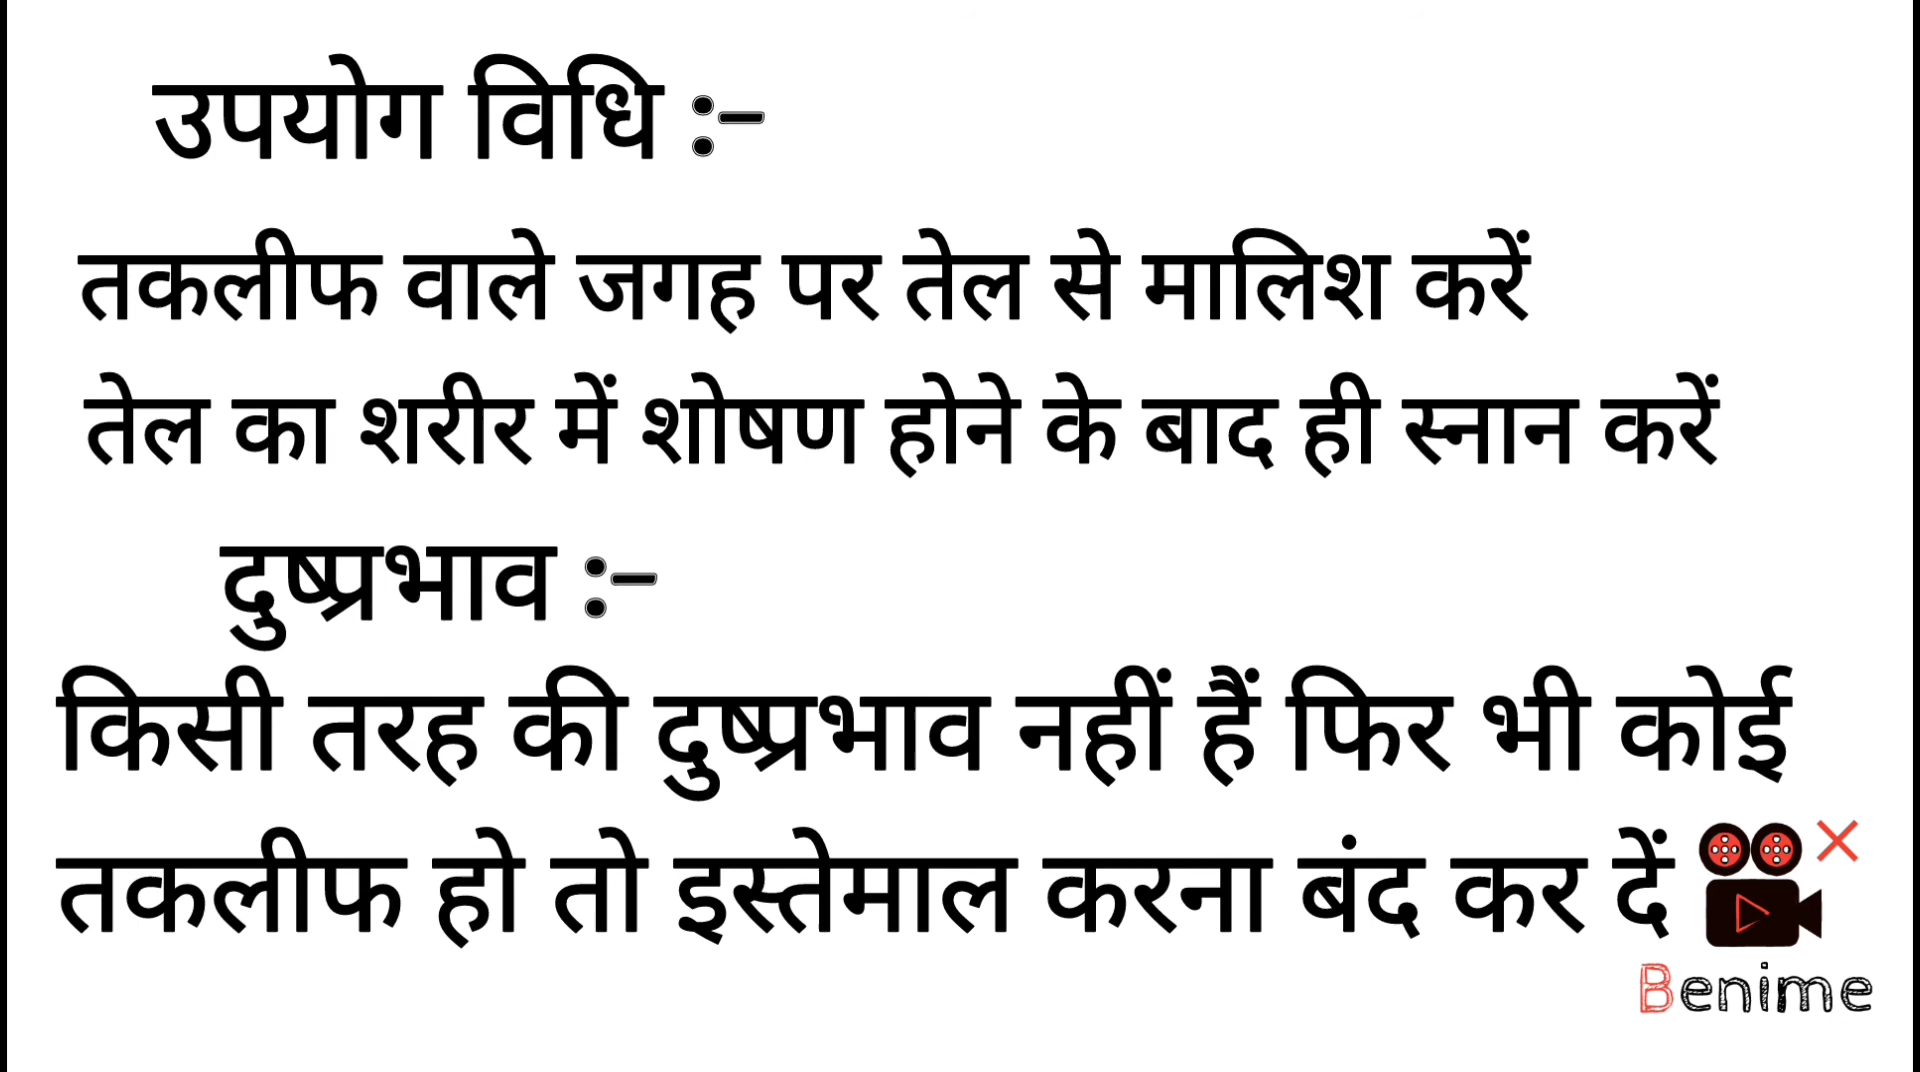 उपयोग विधि :-
तकलीफ वाले जगह पर तेल से मालिश करें
तेल का शरीर में शोषण होने के बाद ही स्नान करें
दुष्प्रभाव :-
किसी तरह की दुष्प्रभाव नहीं हैं फिर भी कोई
तकलीफ हो तो इस्तेमाल करना बंद कर दें
Benime